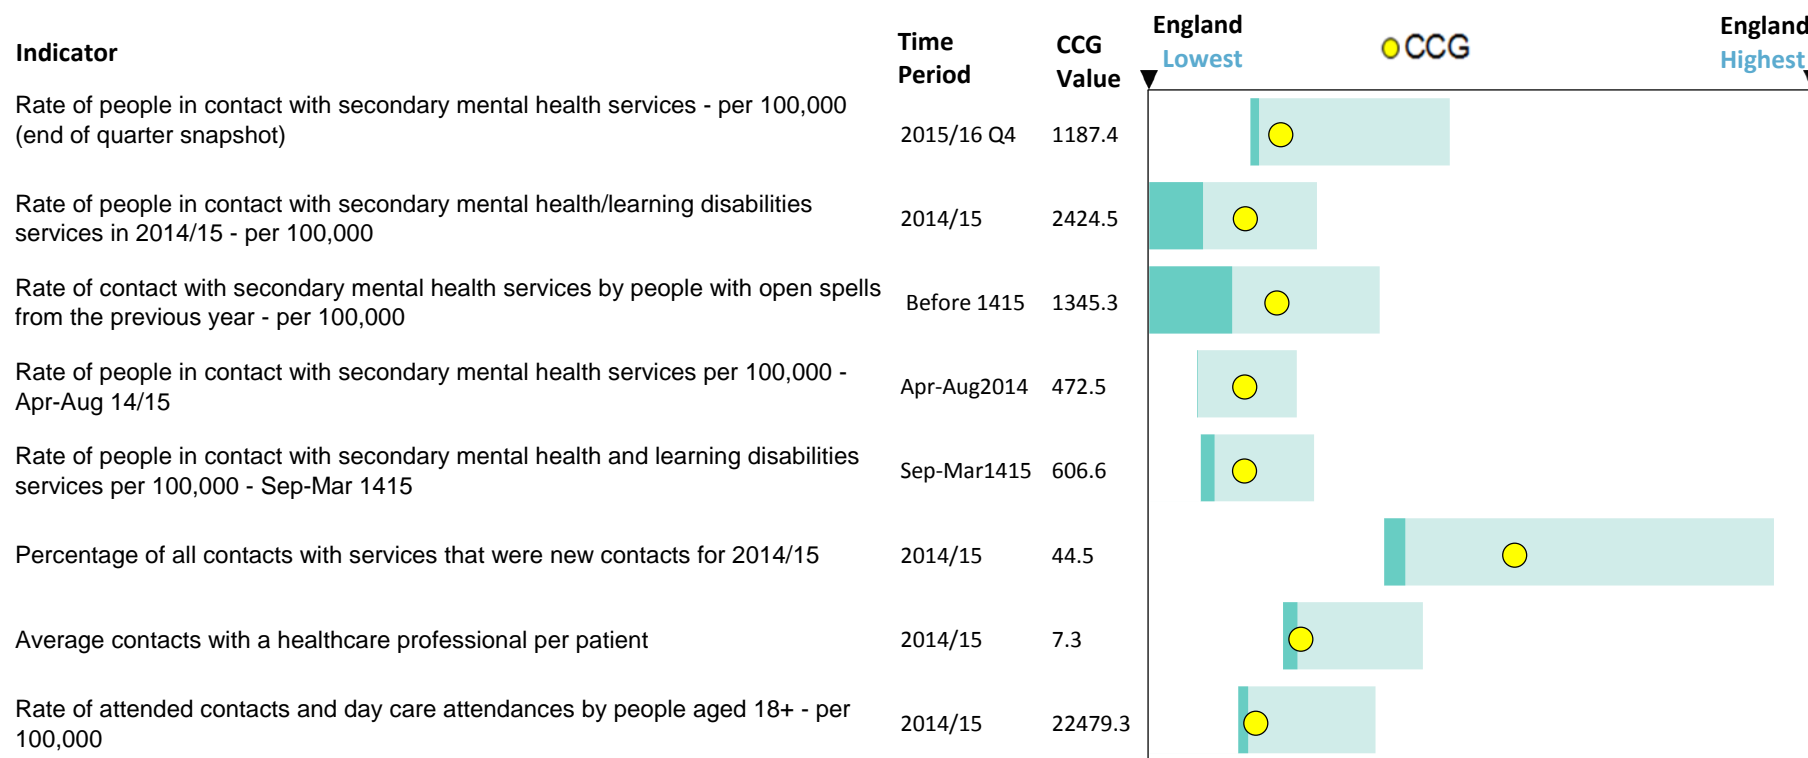 Indicator
Time Period
CCG Value
England Lowest
CCG
England Highest
Rate of people in contact with secondary mental health services - per 100,000
(end of quarter snapshot)
2015/16 Q4 1187.4
Rate of people in contact with secondary mental health/learning disabilities
services in 2014/15 - per 100,000
2014/15 2424.5
Rate of contact with secondary mental health services by people with open spells
from the previous year - per 100,000
Before 1415 1345.3
Rate of people in contact with secondary mental health services per 100,000 -
Apr-Aug 14/15
Apr-Aug2014 472.5
Rate of people in contact with secondary mental health and learning disabilities
services per 100,000 - Sep-Mar 1415
Sep-Mar1415 606.6
Percentage of all contacts with services that were new contacts for 2014/15 2014/15 44.5
Average contacts with a healthcare professional per patient 2014/15 7.3
Rate of attended contacts and day care attendances by people aged 18+ - per
100,000
2014/15 22479.3